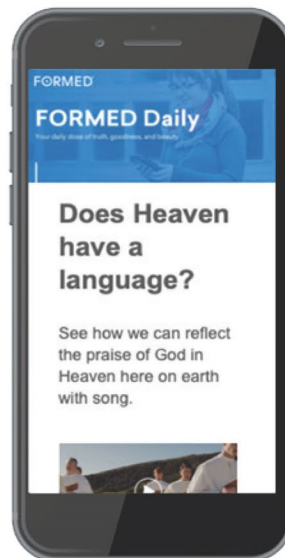 FORMED
FORMED Daily
Your daily dose of truth, goodness, and beauty
Does Heaven
have a
language?
See how we can reflect
the praise of God in
Heaven here on earth
with song.